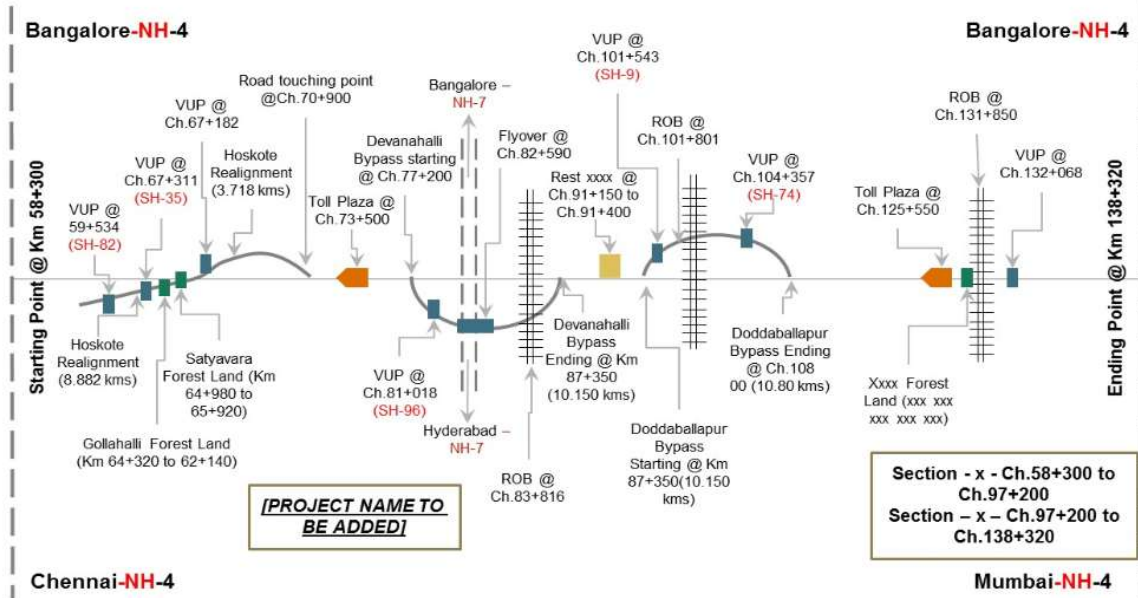 Bangalore-NH-4
Bangalore-NH-4
Starting Point @ Km 58+300
VUP @
59+534
(SH-82)
VUP @
Ch.67+311
(SH-35)
VUP @
Ch.67+182
Hoskote
Realignment
(3.718 kms)
Road touching point
@Ch.70+900
Toll Plaza @
Ch.73+500
Devanahalli
Bypass starting
@ Ch.77+200
Bangalore –
NH-7
Flyover @
Ch.82+590
Rest xxxx @
Ch.91+150 to
Ch.91+400
VUP @
Ch.101+543
(SH-9)
ROB @
Ch.101+801
VUP @
Ch.104+357
(SH-74)
Toll Plaza @
Ch.125+550
ROB @
Ch.131+850
VUP @
Ch.132+068
Ending Point @ Km 138+320
Hoskote
Realignment
(8.882 kms)
Satyavara
Forest Land (Km
64+980 to
65+920)
Gollahalli Forest Land
(Km 64+320 to 62+140)
VUP @
Ch.81+018
(SH-96)
Hyderabad –
NH-7
ROB @
Ch.83+816
Devanahalli
Bypass
Ending @ Km
87+350
(10.150 kms)
Doddaballapur
Bypass
Starting @ Km
87+350(10.150
kms)
Doddaballapur
Bypass Ending
@ Ch.108
00 (10.80 kms)
Xxxx Forest
Land (xxx xxx
xxx xxx xxx)
[PROJECT NAME TO
BE ADDED]
Section - x - Ch.58+300 to
Ch.97+200
Section – x – Ch.97+200 to
Ch.138+320
Chennai-NH-4
Mumbai-NH-4